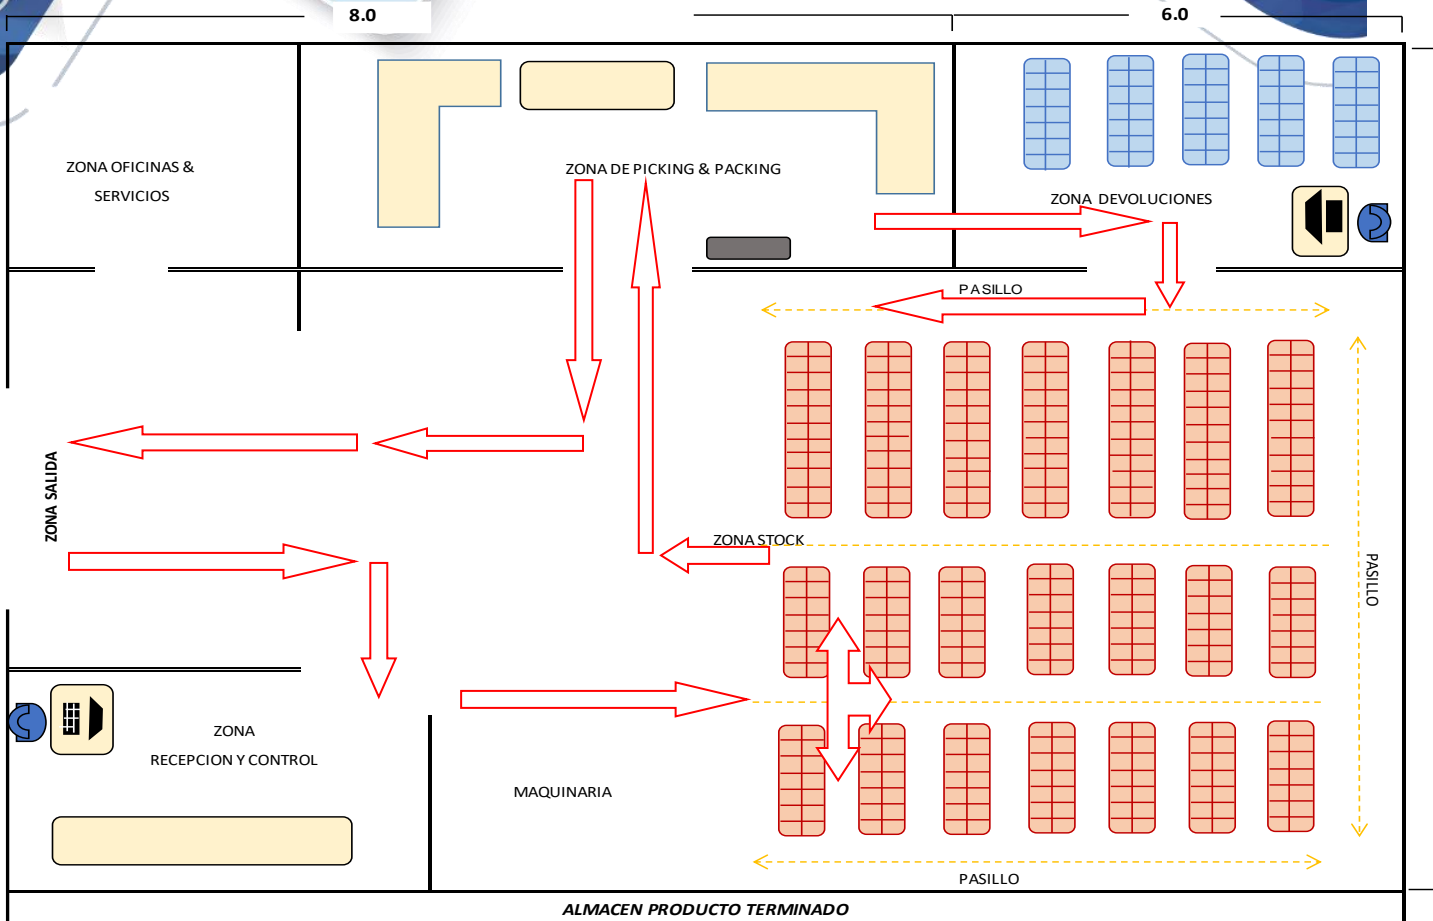 8.0
6.0
ZONA OFICINAS &
SERVICIOS
ZONA DE PICKING & PACKING
ZONA DEVOLUCIONES
PASILLO
ZONA SALIDA
ZONA STOCK
PASILLO
ZONA
RECEPCION Y CONTROL
MAQUINARIA
PASILLO
ALMACEN PRODUCTO TERMINADO